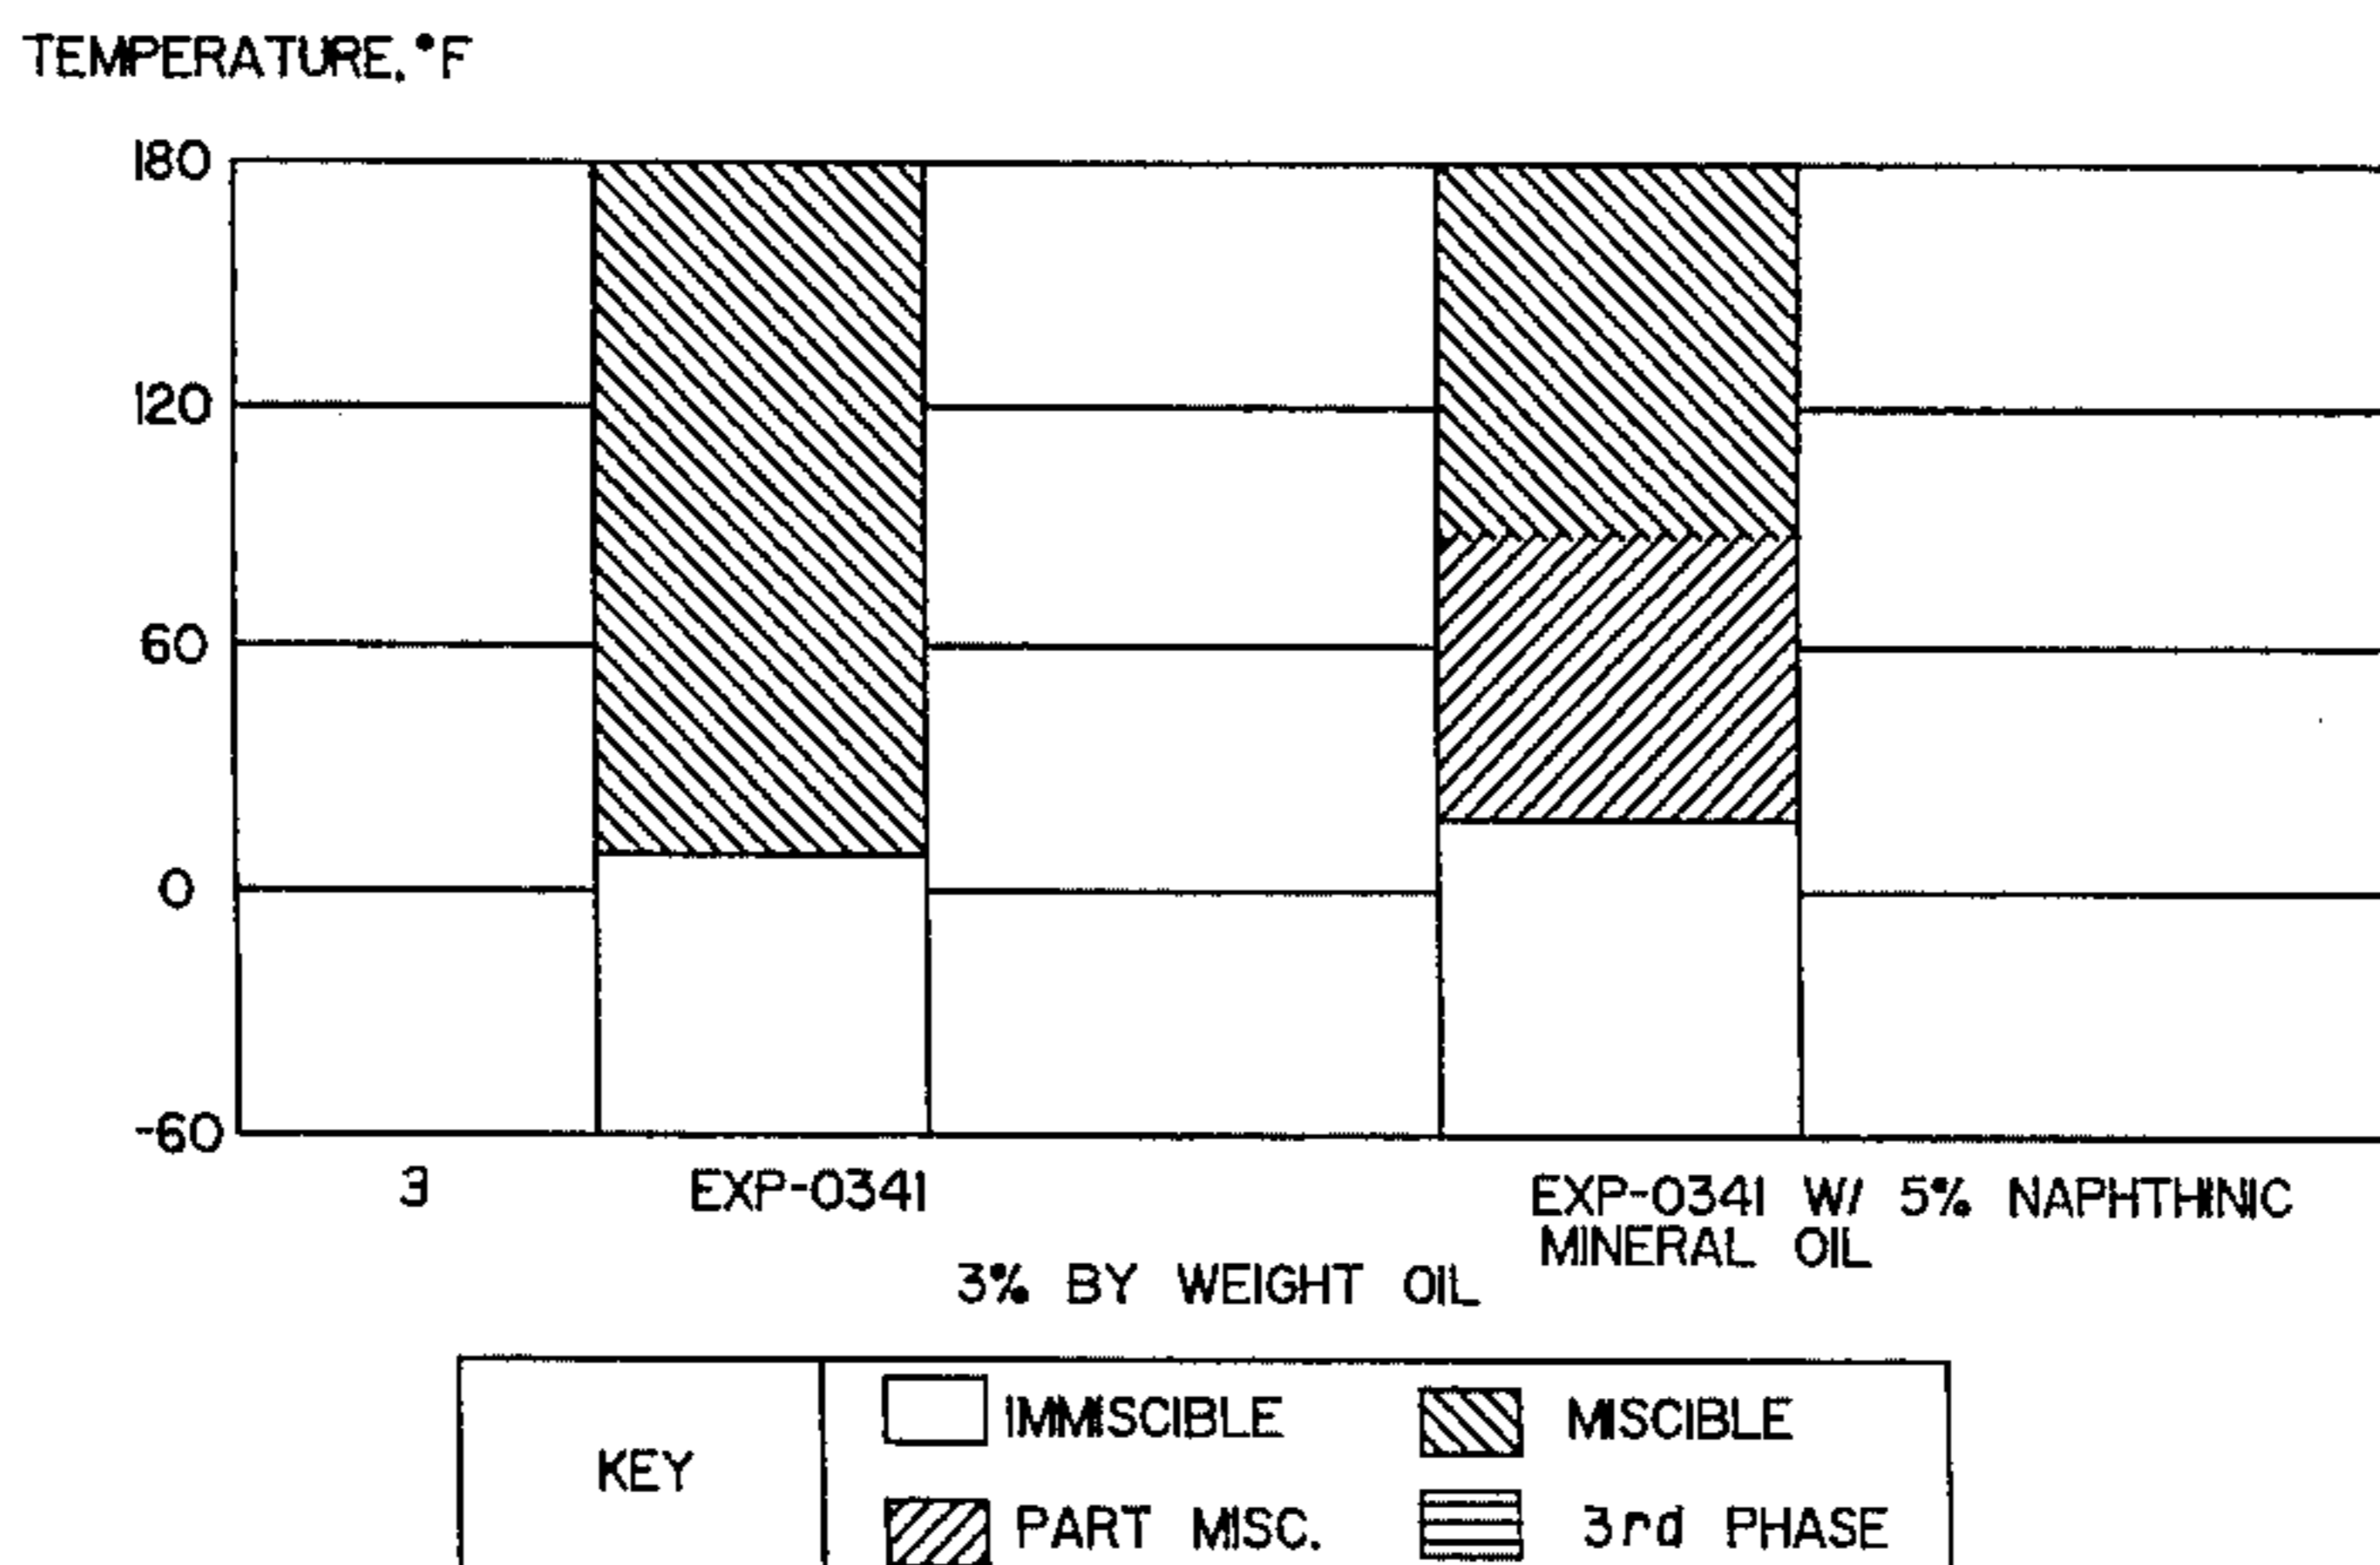 TEMPERATURE.°F
180
120
60
0
-60
3 EXP-0341 EXP-0341 W/ 5% NAPHTHINIC
MINERAL OIL
3% BY WEIGHT OIL
KEY
IMMISCIBLE MISCIBLE
PART MISC. 3rd PHASE